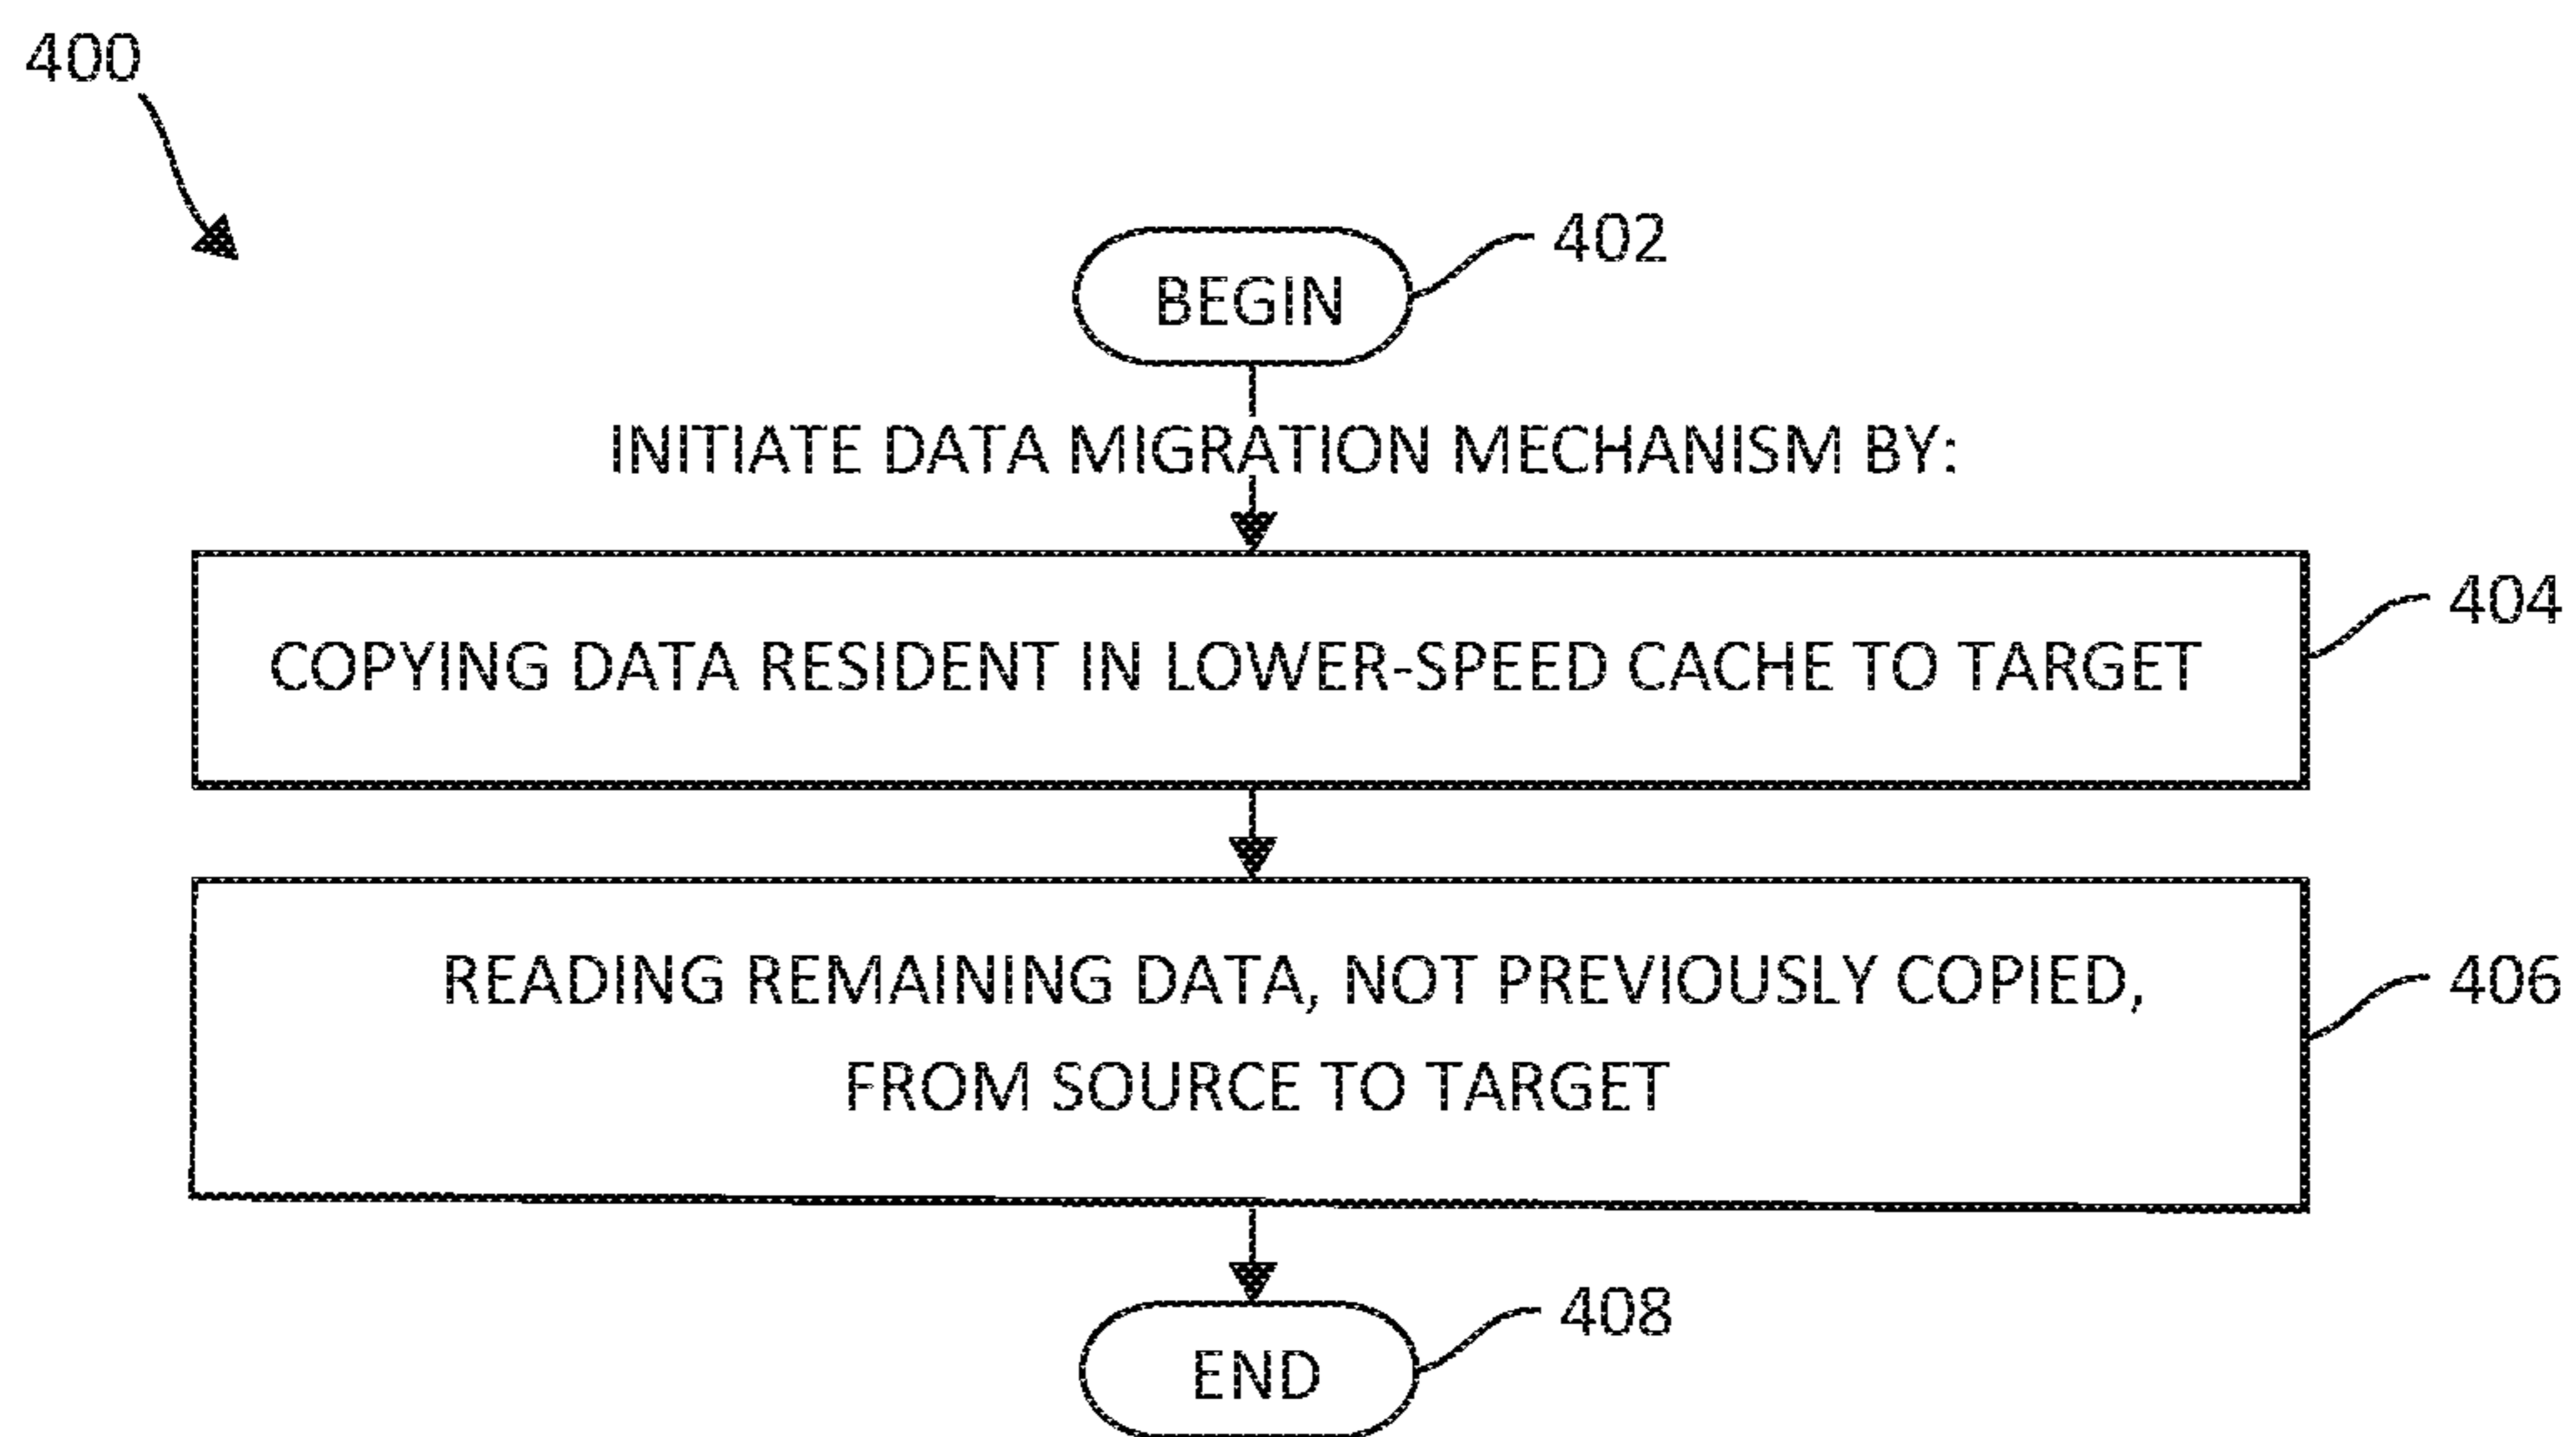 400
402
BEGIN
INITIATE DATA MIGRATION MECHANISM BY:
404
COPYING DATA RESIDENT IN LOWER-SPEED CACHE TO TARGET
406
READING REMAINING DATA, NOT PREVIOUSLY COPIED,
FROM SOURCE TO TARGET
408
END